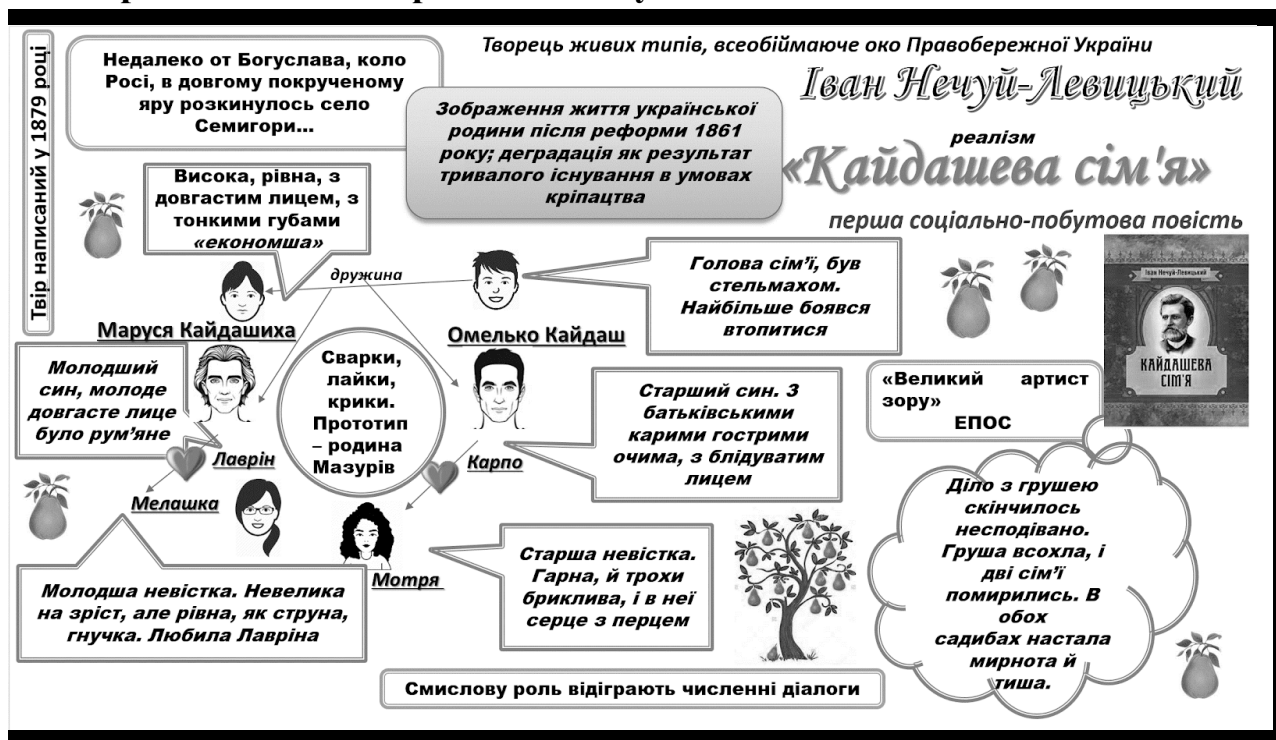 Твір написаний у 1879 році
Недалеко от Богуслава, коло
Росі, в довгому покрученому
яру розкинулось село
Семигори...
Творець живих типів, всеобіймаюче око Правобережної України
Іван Нечуй-Левицький
реалізм
«Кайдашева сім'я»
перша соціально-побутова повість
Зображення життя української
родини після реформи 1861
року; деградація як результат
тривалого існування в умовах
кріпацтва
Висока, рівна, з
довгастим лицем, з
тонкими губами
«економша»
дружина
Маруся Кайдашиха
Омелько Кайдаш
Голова сім’ї, був
стельмахом.
Найбільше боявся
втопитися
Іван Нечуй-Левицький
КАЙДАШЕВА
СІМ'Я
Молодший
син, молоде
довгасте лице
було рум’яне
Сварки,
лайки,
крики.
Прототип
– родина
Мазурів
Старший син. З
батьківськими
карими гострими
очима, з блідуватим
лицем
«Великий артист
зору»
ЕПОС
Лаврін
Карпо
Мелашка
Мотря
Молодша невістка. Невелика
на зріст, але рівна, як струна,
гнучка. Любила Лавріна
Старша невістка.
Гарна, й трохи
бриклива, і в неї
серце з перцем
Діло з грушею
скінчилось
несподівано.
Груша всохла, і
дві сім’ї
помирились. В
обох
садибах настала
мирнота й
тиша.
Смислову роль відіграють численні діалоги